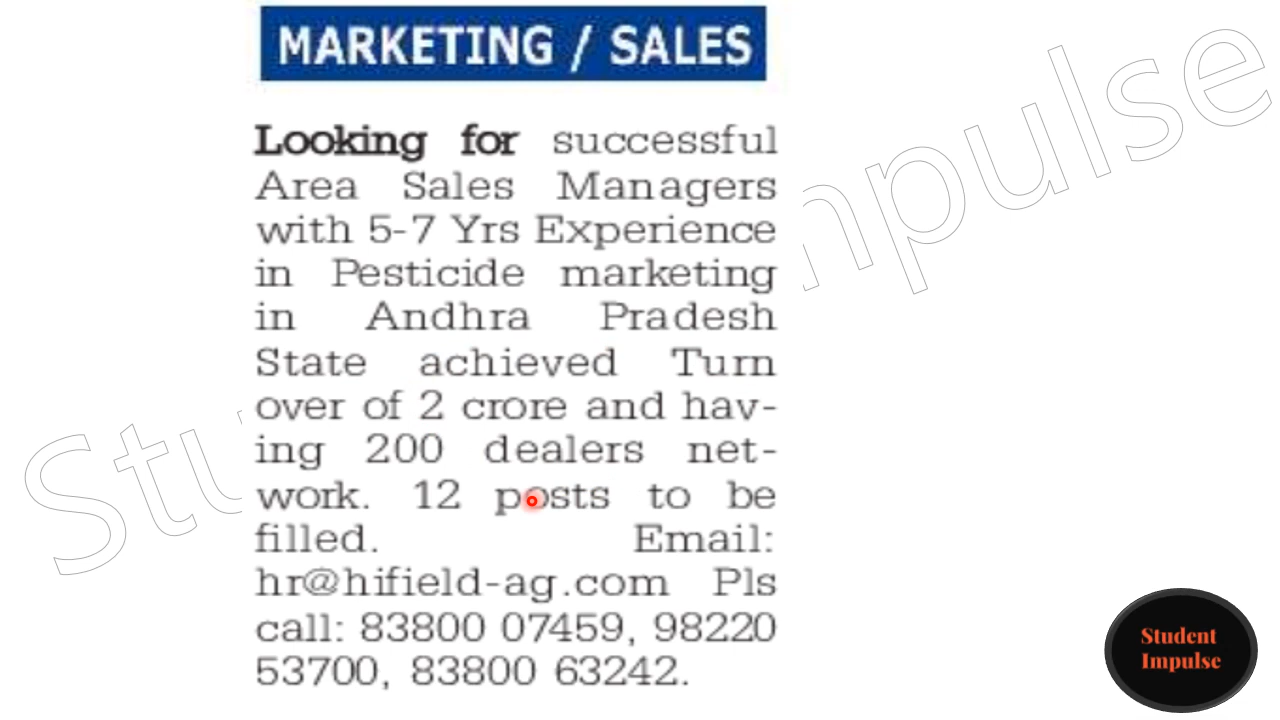 MARKETING / SALES
Looking for successful
Area Sales Managers
with 5-7 Yrs Experience
in Pesticide marketing
in Andhra Pradesh
State achieved Turn
over of 2 crore and hav-
ing 200 dealers net-
work. 12 posts to be
filled. Email:
hr@hifield-ag.com Pls
call: 83800 07459, 98220
53700, 83800 63242.
Stu
mpulse
Student
Impulse